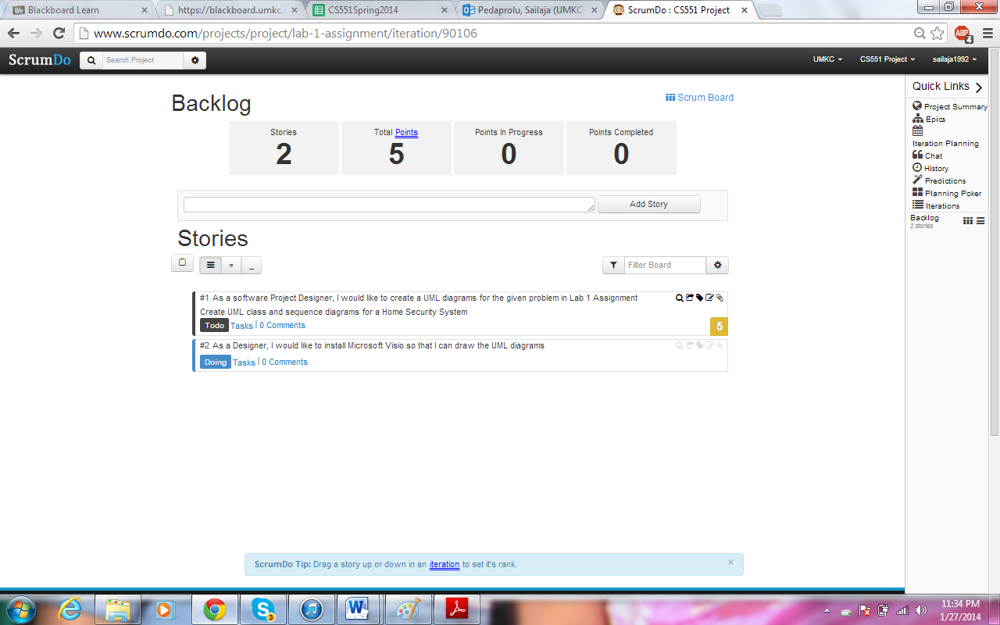 Blackboard Learn
https://blackboard.umkc.
CS551Spring2014
Pedaprolu, Sailaja (UMKC-
ScrumDo : CS551 Project
www.scrumdo.com/projects/project/lab-1-assignment/iteration/90106
ABP
4
ScrumDo
Search Project
UMKC
CS551 Project
sailaja1992
Backlog
Scrum Board
Stories
2
Total Points
5
Points In Progress
0
Points Completed
0
Add Story
Stories
=
_
Filter Board
#1 As a software Project Designer, I would like to create a UML diagrams for the given problem in Lab 1 Assignment
Create UML class and sequence diagrams for a Home Security System
Todo Tasks | 0 Comments
5
#2 As a Designer, I would like to install Microsoft Visio so that I can draw the UML diagrams
Doing Tasks | 0 Comments
Quick Links
Project Summary
Epics
Iteration Planning
Chat
History
Predictions
Planning Poker
Iterations
Backlog
2 stories
ScrumDo Tip: Drag a story up or down in an iteration to set it's rank.
×
3
11:34 PM
1/27/2014